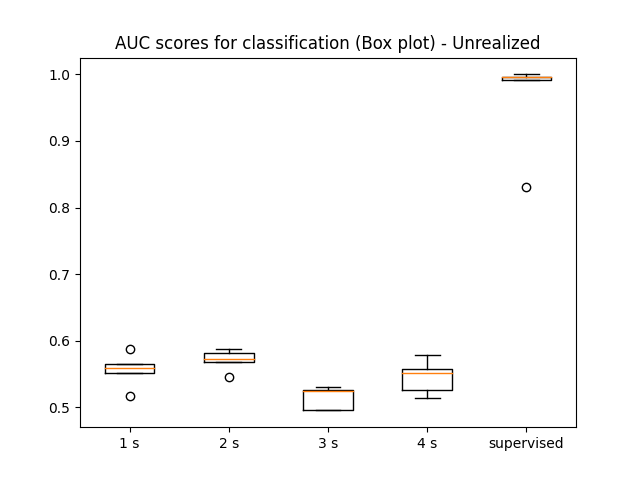 AUC scores for classification (Box plot) - Unrealized
1.0
0.9
0.8
0.7
0.6
0.5
1 s
2 s
3 s
4 s
supervised